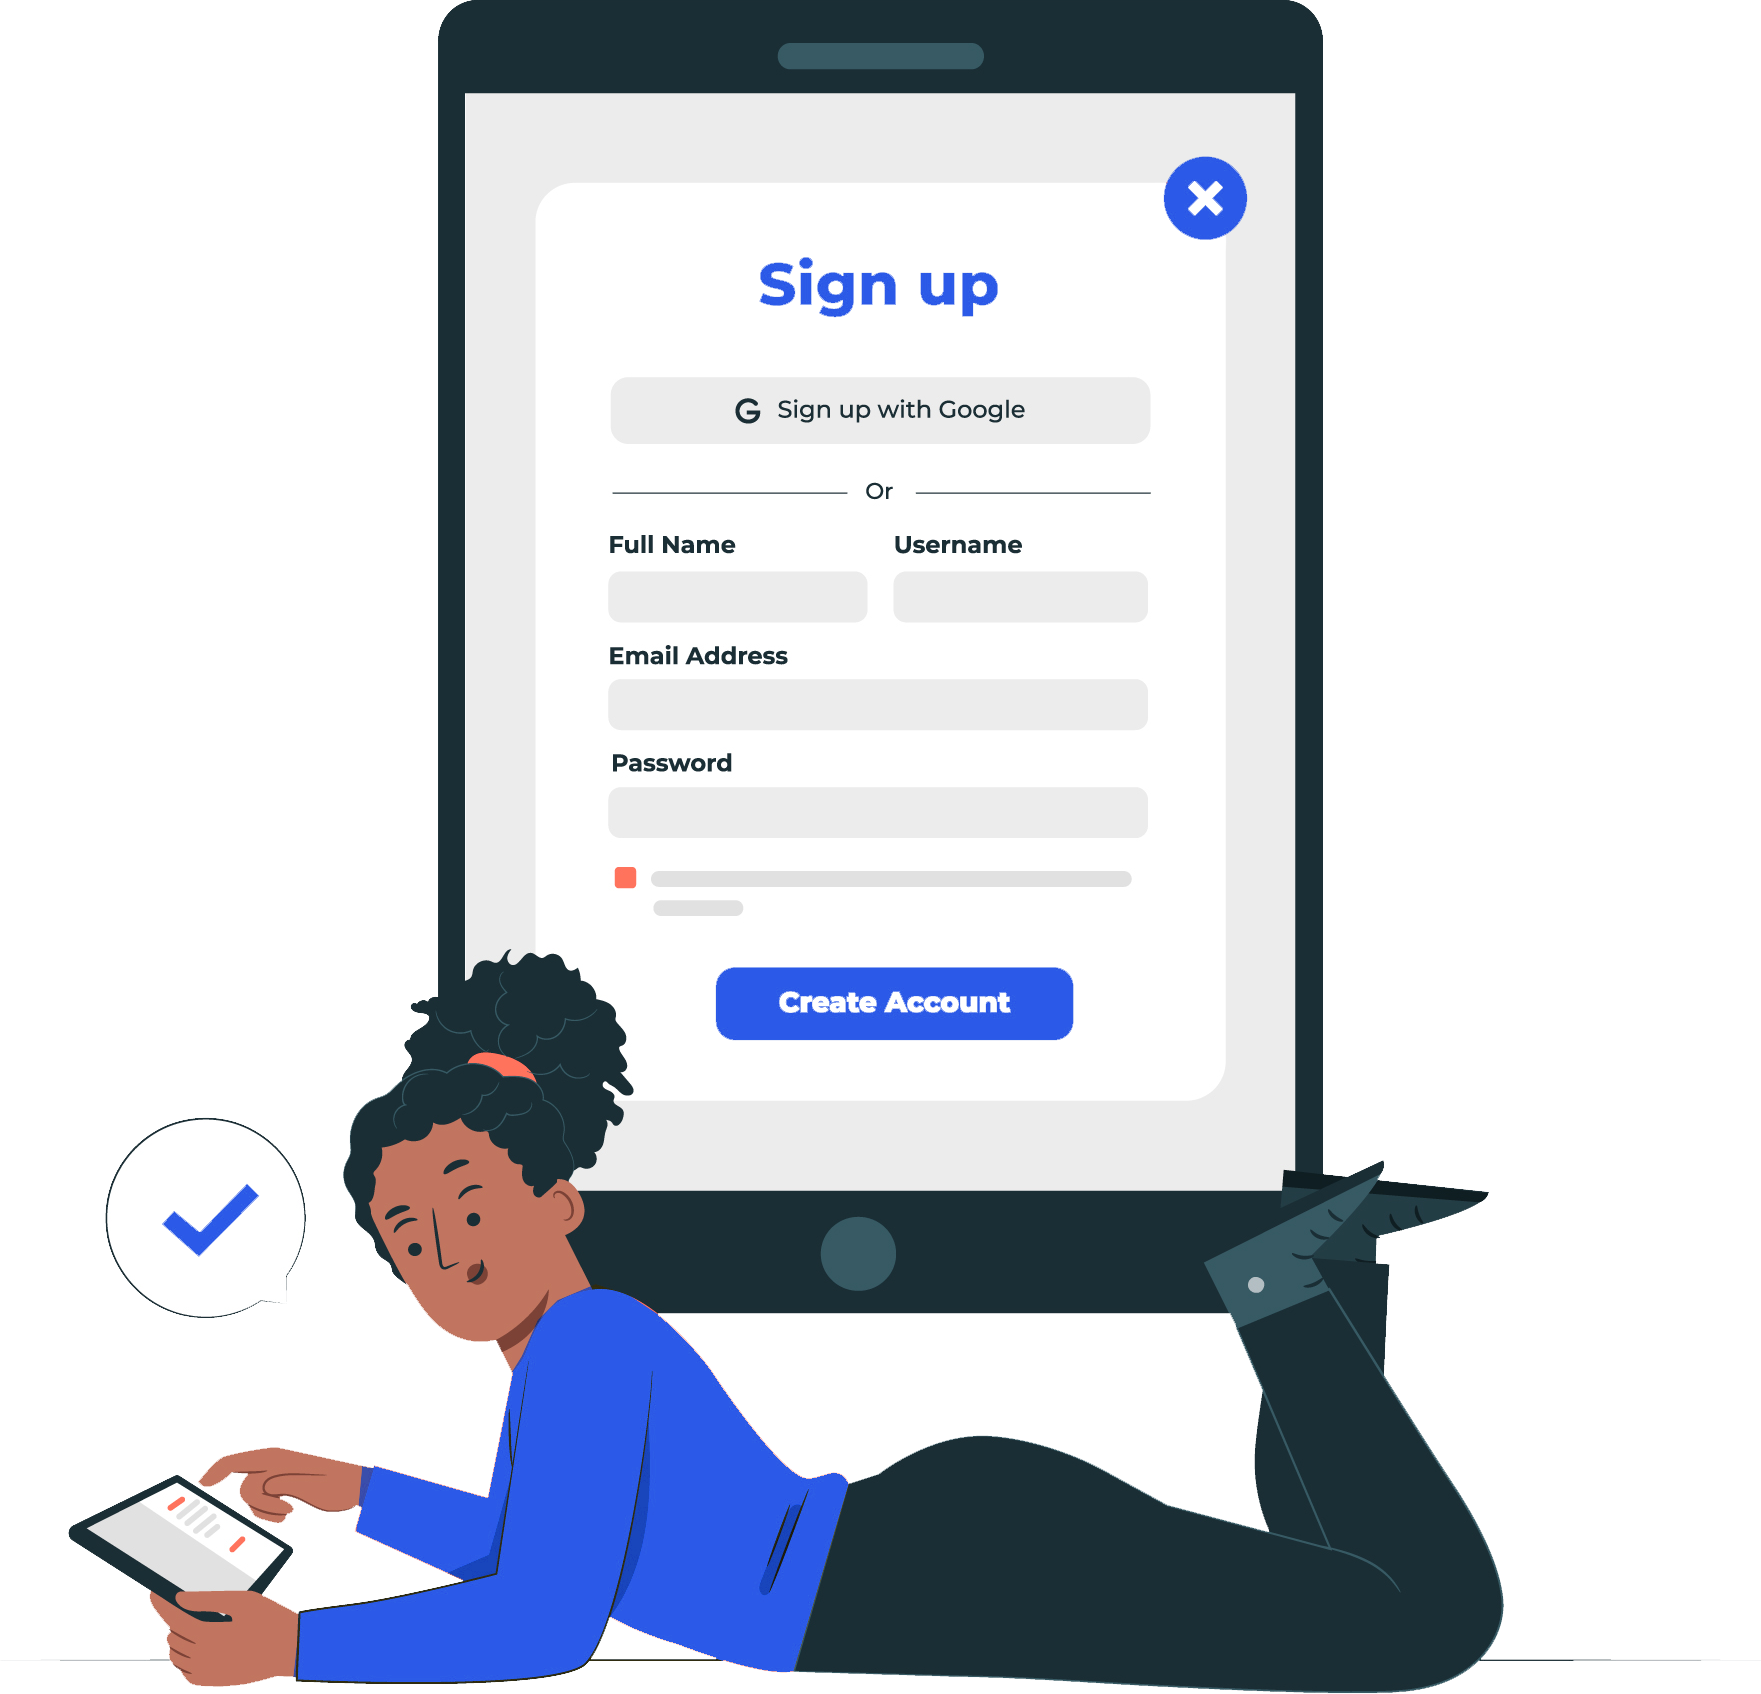 Sign up
G Sign up with Google
Or
Full Name Username
Email Address
Password
Create Account